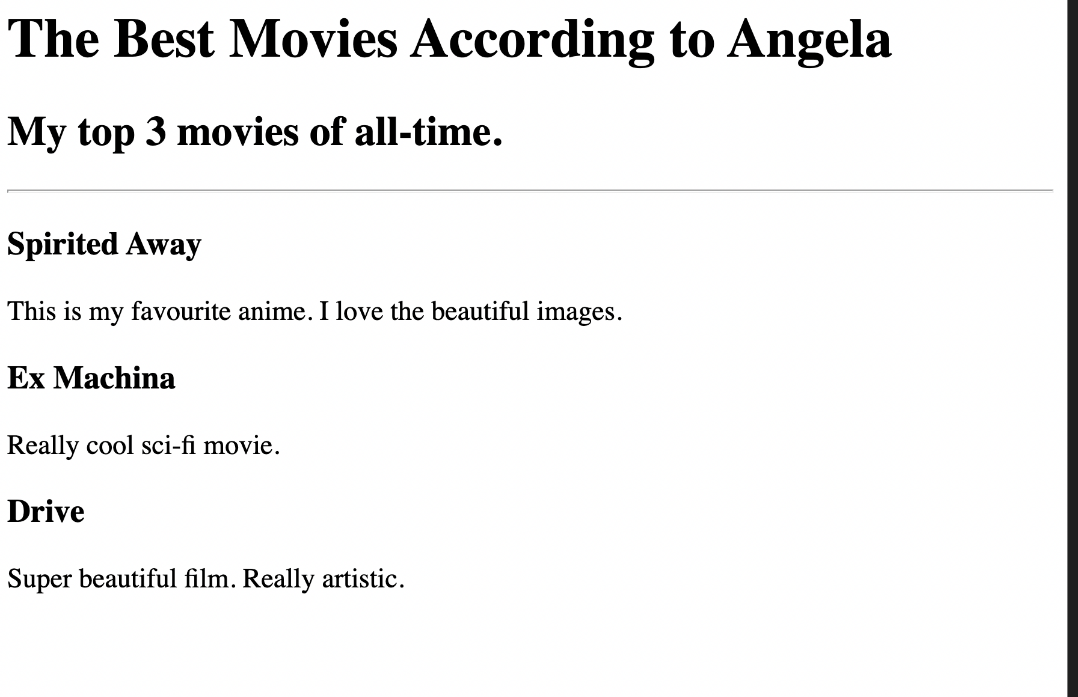 The Best Movies According to Angela
My top 3 movies of all-time.
Spirited Away
This is my favourite anime. I love the beautiful images.
Ex Machina
Really cool sci-fi movie.
Drive
Super beautiful film. Really artistic.